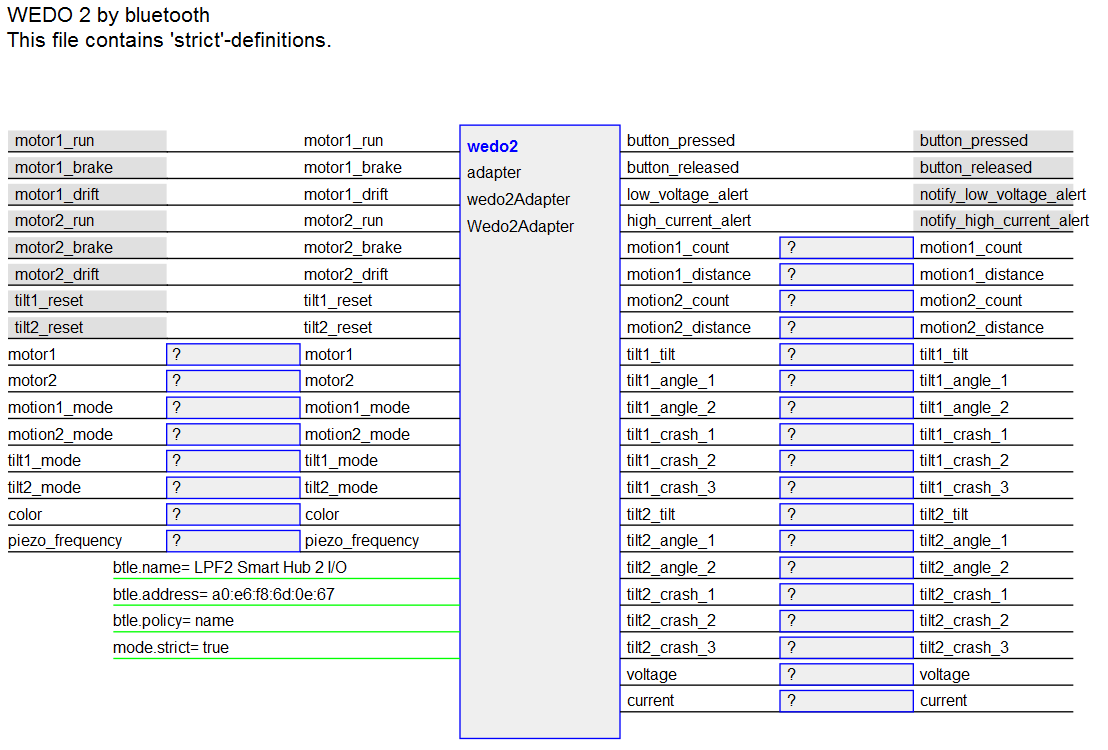 WEDO 2 by bluetooth
This file contains 'strict'-definitions.
motor1_run motor1_run wedo2 button_pressed button_pressed
motor1_brake motor1_brake adapter button_released button_released
motor1_drift motor1_drift wedo2Adapter low_voltage_alert notify_low_voltage_alert
motor2_run motor2_run Wedo2Adapter high_current_alert notify_high_current_alert
motor2_brake motor2_brake motion1_count ? motion1_count
motor2_drift motor2_drift motion1_distance ? motion1_distance
tilt1_reset tilt1_reset motion2_count ? motion2_count
tilt2_reset tilt2_reset motion2_distance ? motion2_distance
motor1 ? motor1 tilt1_tilt ? tilt1_tilt
motor2 ? motor2 tilt1_angle_1 ? tilt1_angle_1
motion1_mode ? motion1_mode tilt1_angle_2 ? tilt1_angle_2
motion2_mode ? motion2_mode tilt1_crash_1 ? tilt1_crash_1
tilt1_mode ? tilt1_mode tilt1_crash_2 ? tilt1_crash_2
tilt2_mode ? tilt2_mode tilt1_crash_3 ? tilt1_crash_3
color ? color tilt2_tilt ? tilt2_tilt
piezo_frequency ? piezo_frequency tilt2_angle_1 ? tilt2_angle_1
btle.name= LPF2 Smart Hub 2 I/O tilt2_angle_2 ? tilt2_angle_2
btle.address= a0:e6:f8:6d:0e:67 tilt2_crash_1 ? tilt2_crash_1
btle.policy= name tilt2_crash_2 ? tilt2_crash_2
mode.strict= true tilt2_crash_3 ? tilt2_crash_3
voltage ? voltage
current ? current